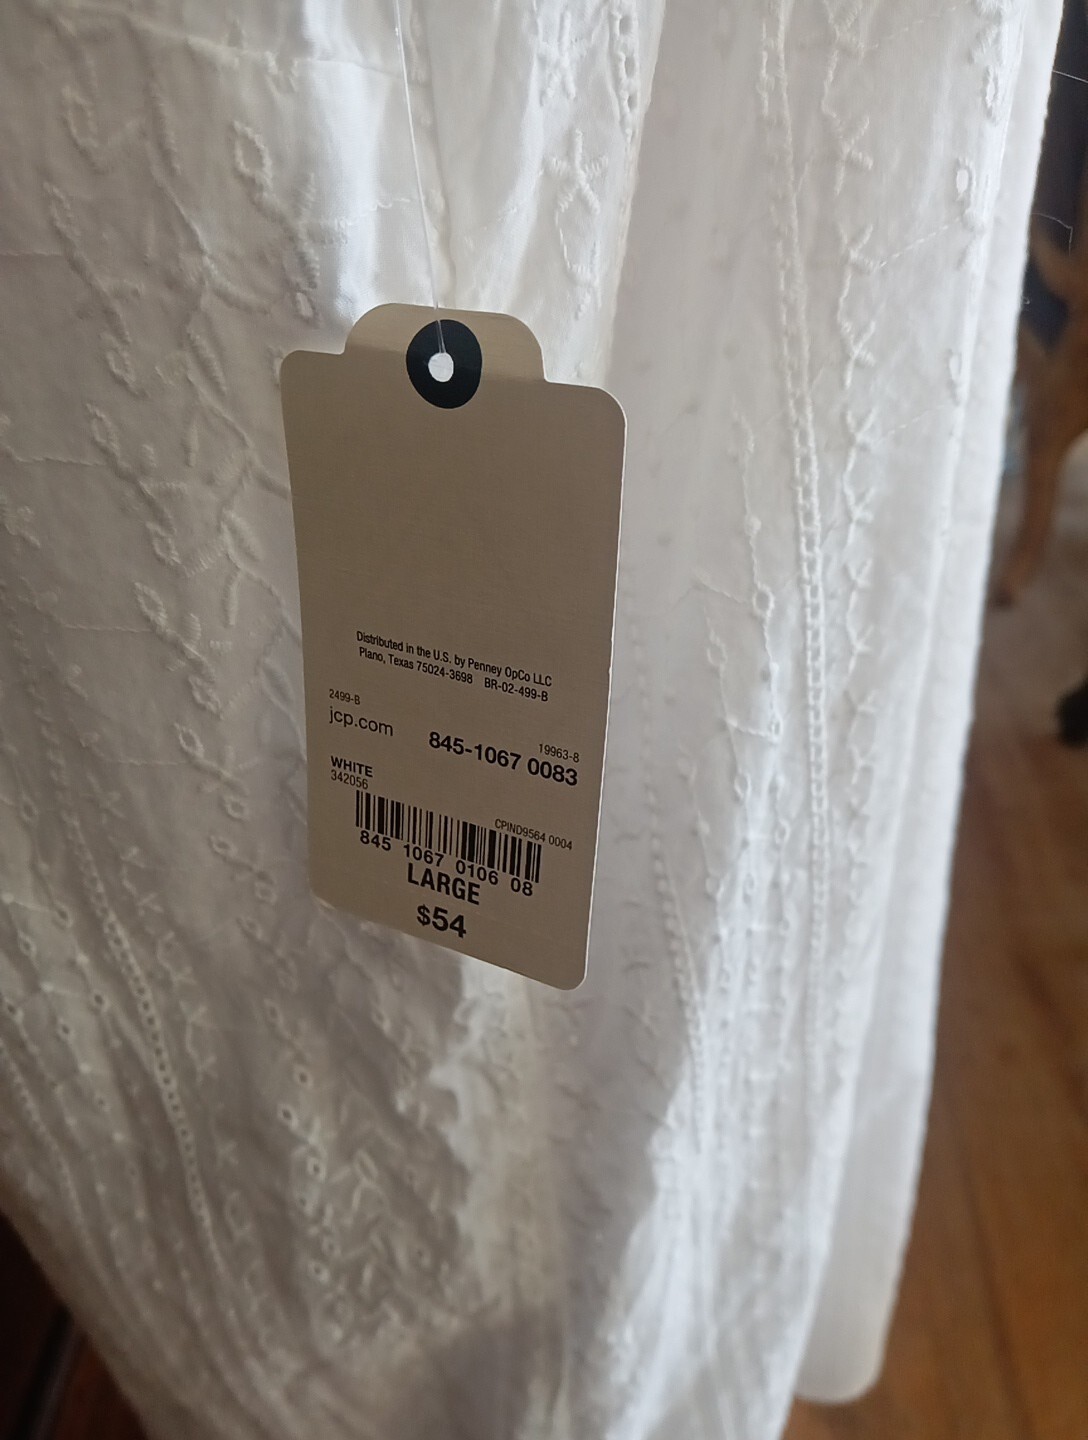 Distributed in the U.S. by Penney OpCo LLC
Plano, Texas 75024-3698 BR-02-499-B
2499-B
jcp.com
19963-8
845-1067 0083
WHITE
342056
CPIND9564 0004
845 1067 0106 08
LARGE
$54